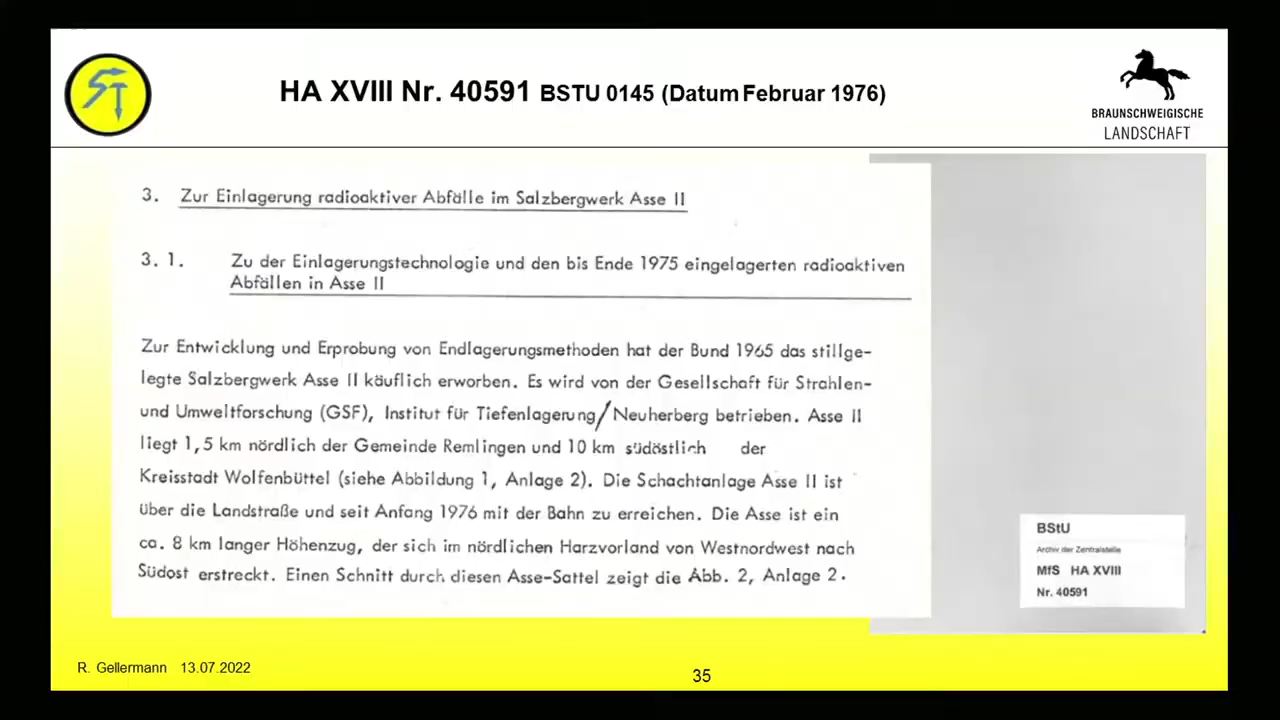 HA XVIII Nr. 40591 BSTU 0145 (Datum Februar 1976)
BRAUNSCHWEIGISCHE
LANDSCHAFT
3. Zur Einlagerung radioaktiver Abfälle im Salzbergwerk Asse II
3. 1. Zu der Einlagerungstechnologie und den bis Ende 1975 eingelagerten radioaktiven
Abfällen in Asse II
Zur Entwicklung und Erprobung von Endlagerungsmethoden hat der Bund 1965 das stillge-
legte Salzbergwerk Asse II käuflich erworben. Es wird von der Gesellschaft für Strahlen-
und Umweltforschung (GSF), Institut für Tiefenlagerung/Neuherberg betrieben. Asse II
liegt 1,5 km nördlich der Gemeinde Remlingen und 10 km südöstlich der
Kreisstadt Wolfenbüttel (siehe Abbildung 1, Anlage 2). Die Schachtanlage Asse II ist
über die Landstraße und seit Anfang 1976 mit der Bahn zu erreichen. Die Asse ist ein
ca. 8 km langer Höhenzug, der sich im nördlichen Harzvorland von Westnordwest nach
Südost erstreckt. Einen Schnitt durch diesen Asse-Sattel zeigt die Abb. 2, Anlage 2.
BStU
Archiv der Zentralstelle
MfS HA XVIII
Nr. 40591
R. Gellermann 13.07.2022
35